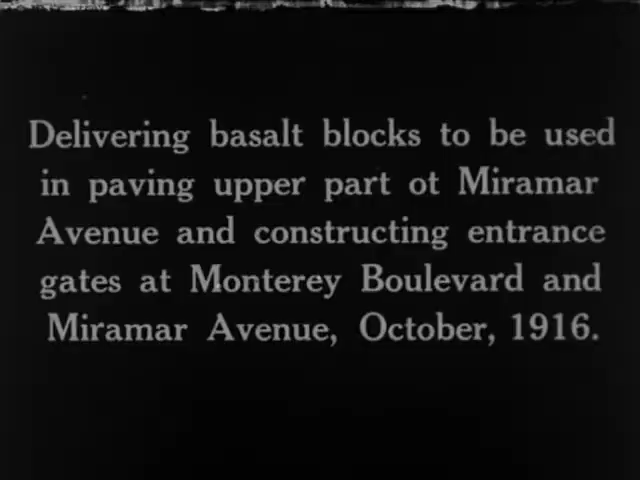 Delivering basalt blocks to be used
in paving upper part ot Miramar
Avenue and constructing entrance
gates at Monterey Boulevard and
Miramar Avenue, October, 1916.